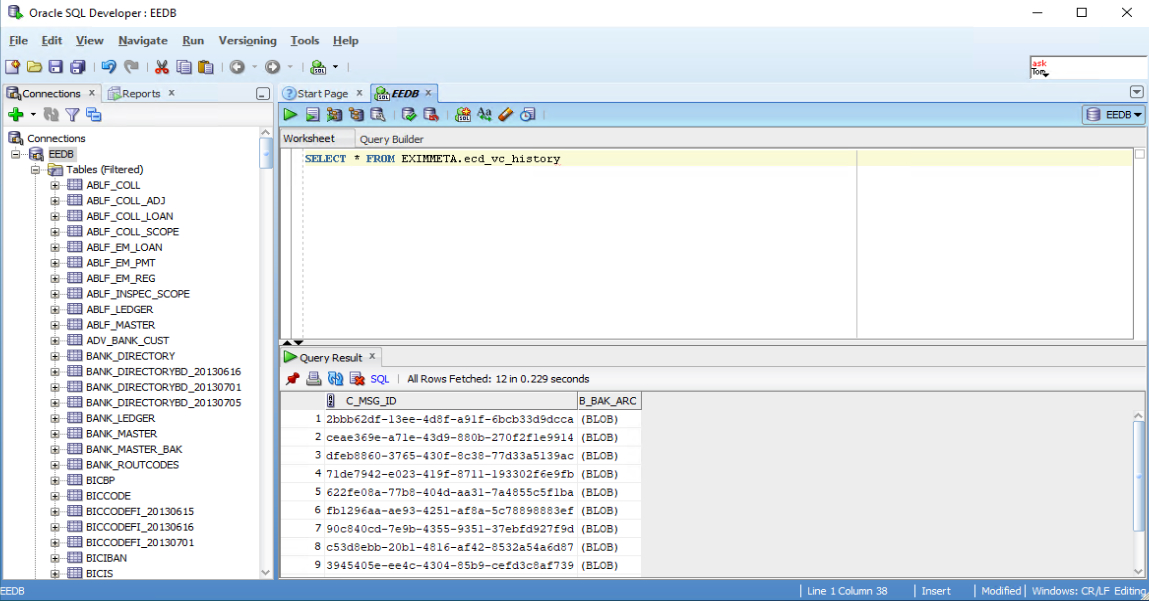 Oracle SQL Developer : EEDB
File Edit View Navigate Run Versioning Tools Help
ask
Tom
Connections x Reports x
Start Page x EEDB x
EEDB
Worksheet Query Builder
Connections
EEDB
Tables (Filtered)
ABLF_COLL
ABLF_COLL_ADJ
ABLF_COLL_LOAN
ABLF_COLL_SCOPE
ABLF_EM_LOAN
ABLF_EM_PMT
ABLF_EM_REG
ABLF_INSPEC_SCOPE
ABLF_LEDGER
ABLF_MASTER
ADV_BANK_CUST
BANK_DIRECTORY
BANK_DIRECTORYBD_20130616
BANK_DIRECTORYBD_20130701
BANK_DIRECTORYBD_20130705
BANK_LEDGER
BANK_MASTER
BANK_MASTER_BAK
BANK_ROUTCODES
BICBP
BICCODE
BICCODEFI_20130615
BICCODEFI_20130616
BICCODEFI_20130701
BICIBAN
BICIS
SELECT * FROM EXIMMETA.ecd_vc_history
Query Result x
SQL | All Rows Fetched: 12 in 0.229 seconds
C_MSG_ID B_BAK_ARC
1 2bbb62df-13ee-4d8f-a91f-6bcb33d9dcca (BLOB)
2 ceae369e-a71e-43d9-880b-270f2f1e9914 (BLOB)
3 dfeb8860-3765-430f-8c38-77d33a5139ac (BLOB)
4 71de7942-e023-419f-8711-193302f6e9fb (BLOB)
5 622fe08a-77b8-404d-aa31-7a4855c5f1ba (BLOB)
6 fb1296aa-ae93-4251-af8a-5c78898883ef (BLOB)
7 90c840cd-7e9b-4355-9351-37ebfd927f9d (BLOB)
8 c53d8ebb-20b1-4816-af42-8532a54a6d87 (BLOB)
9 3945405e-ee4c-4304-85b9-cefd3c8af739 (BLOB)
EEDB | Line 1 Column 38 | Insert | Modified | Windows: CR/LF Editing